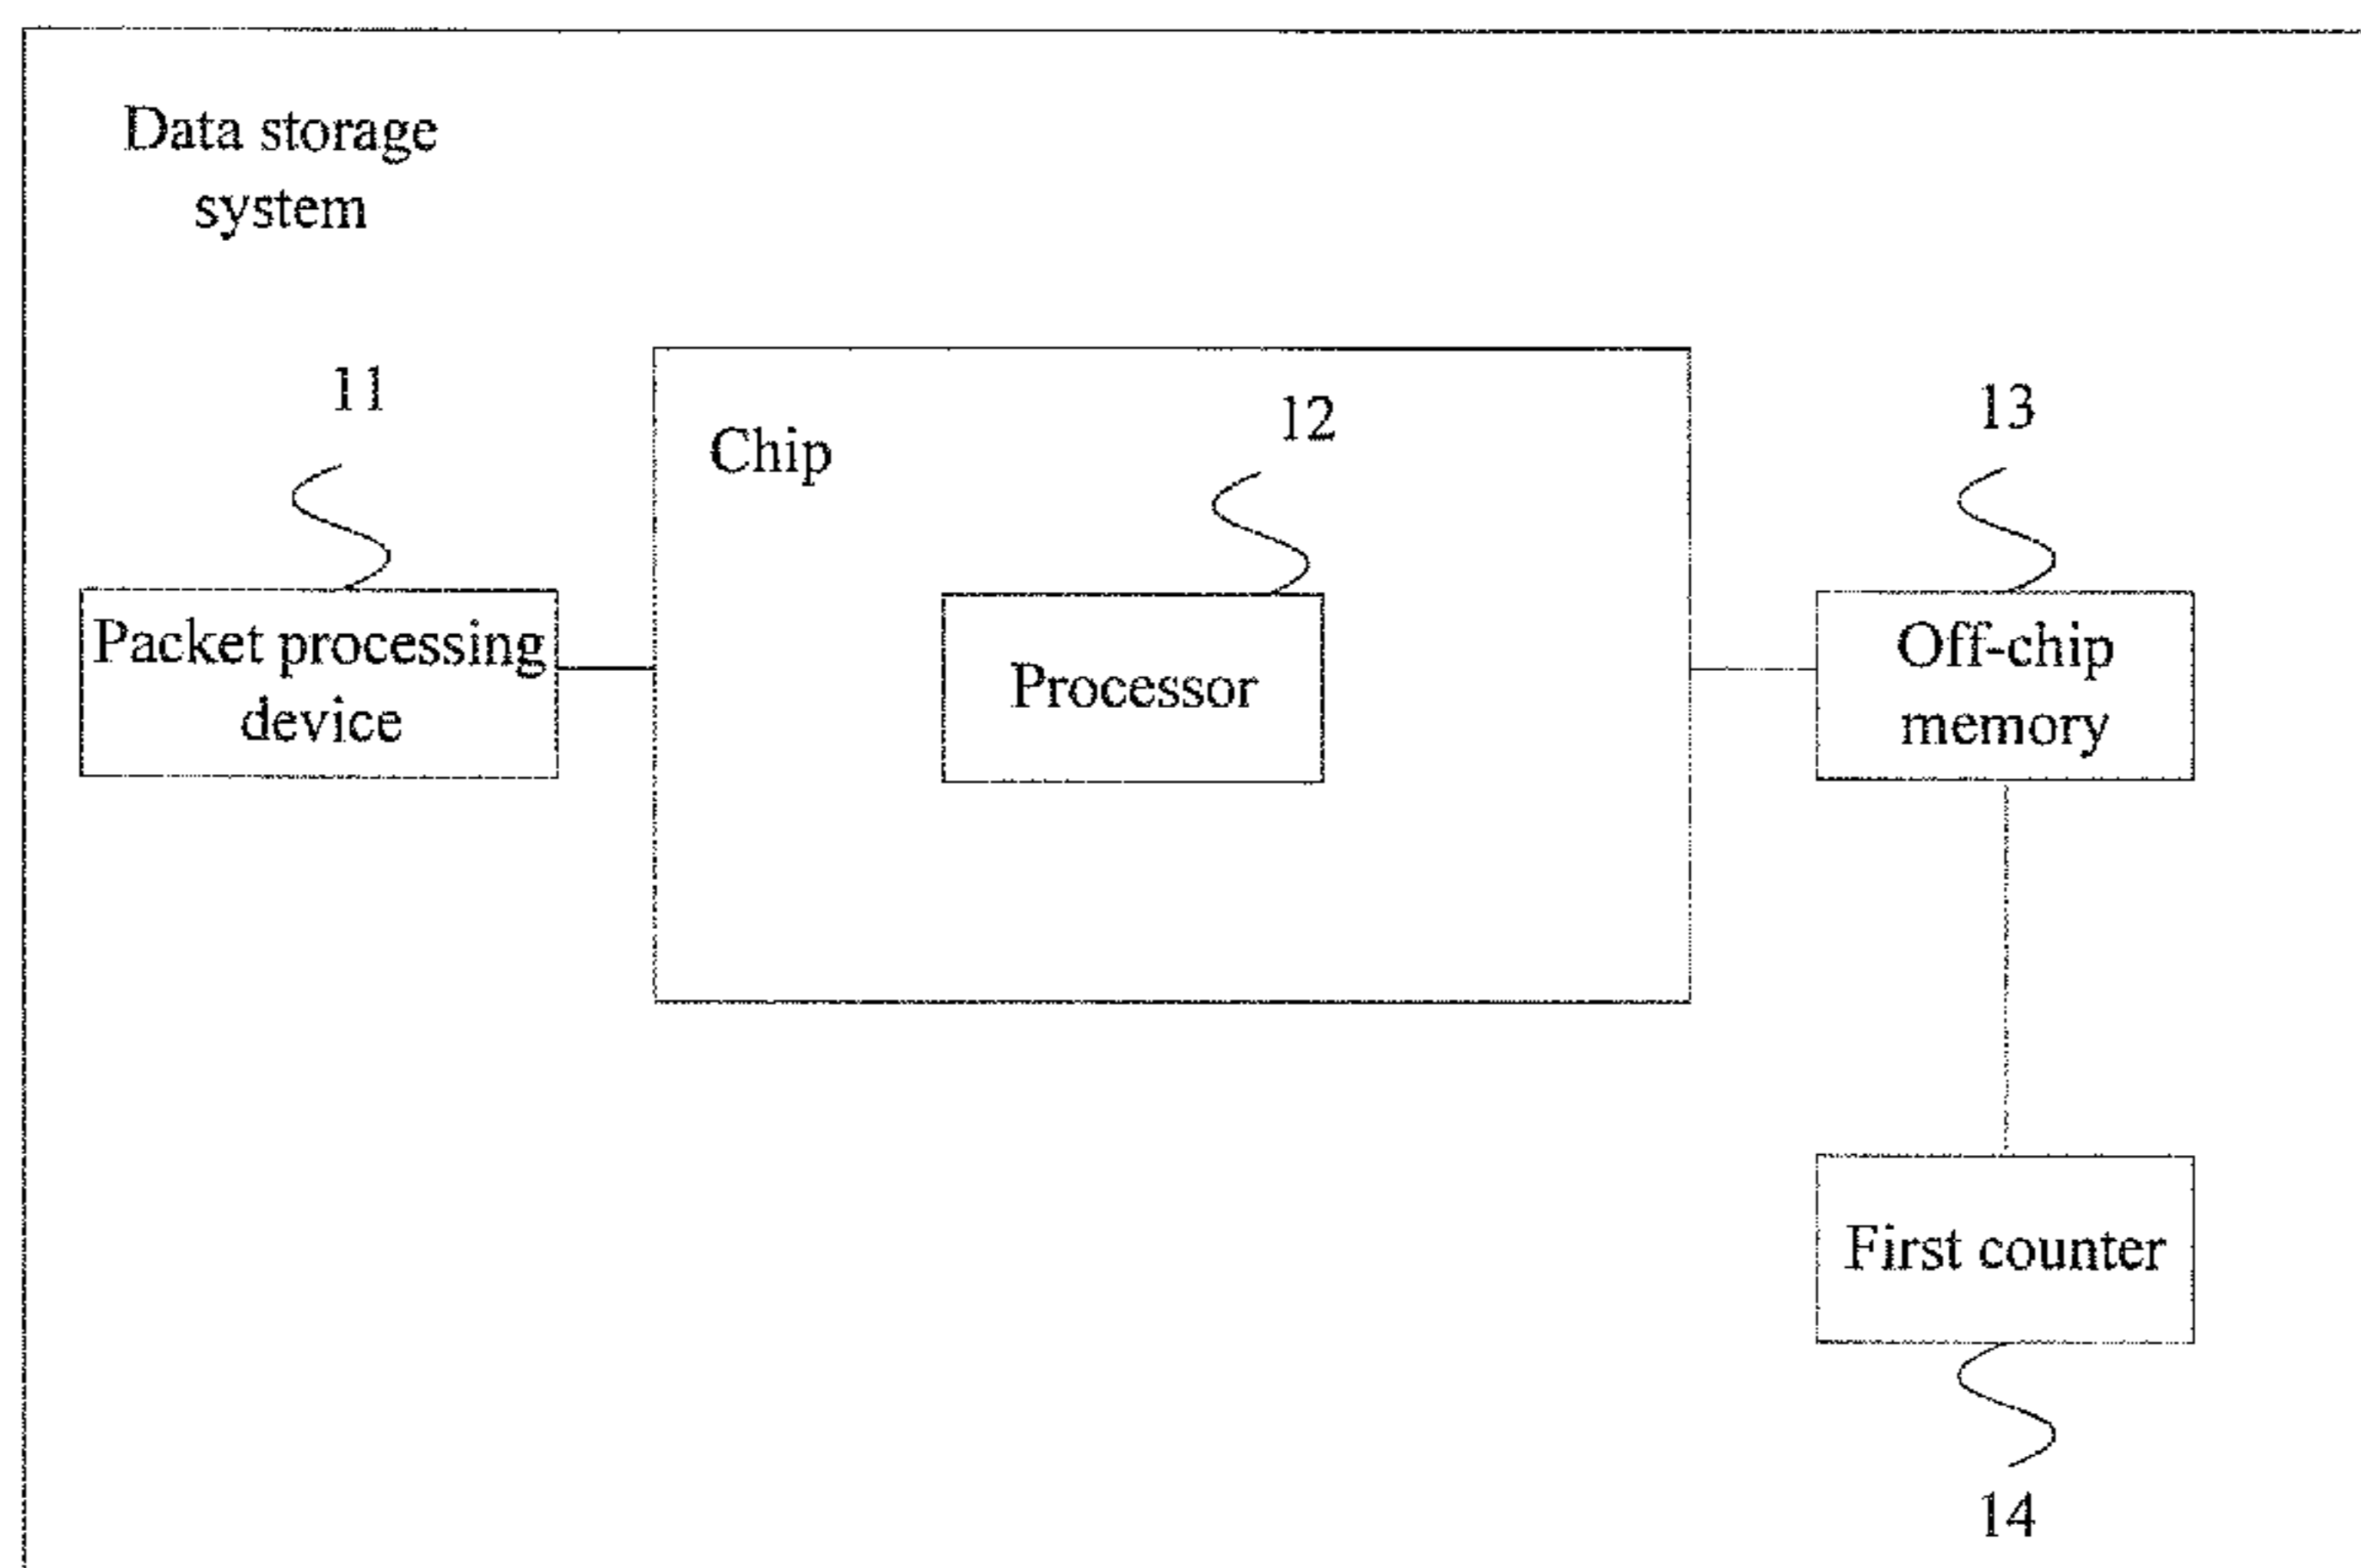 Data storage
system
11
Chip
12
13
Packet processing
device
Processor
Off-chip
memory
First counter
14